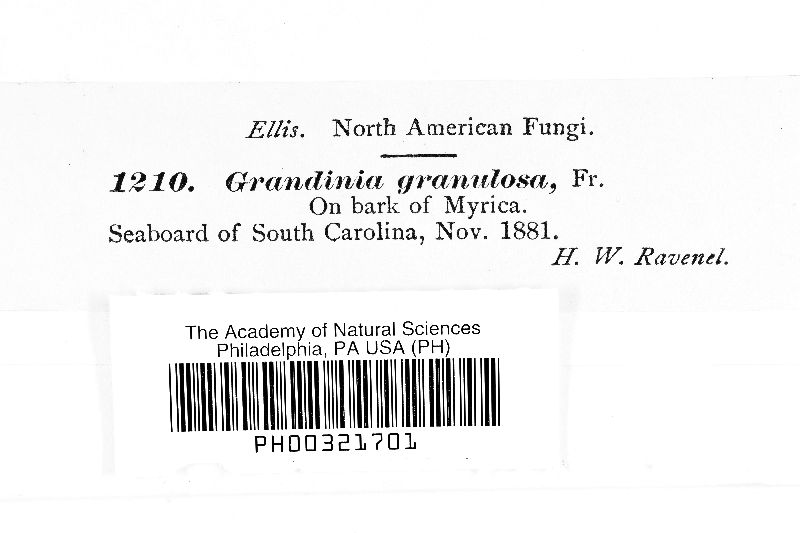 Ellis. North American Fungi.
1210. Grandinia granulosa, Fr.
On bark of Myrica.
Seaboard of South Carolina, Nov. 1881.
H. W. Ravenel.
The Academy of Natural Sciences
Philadelphia, PA USA (PH)
PH00321701